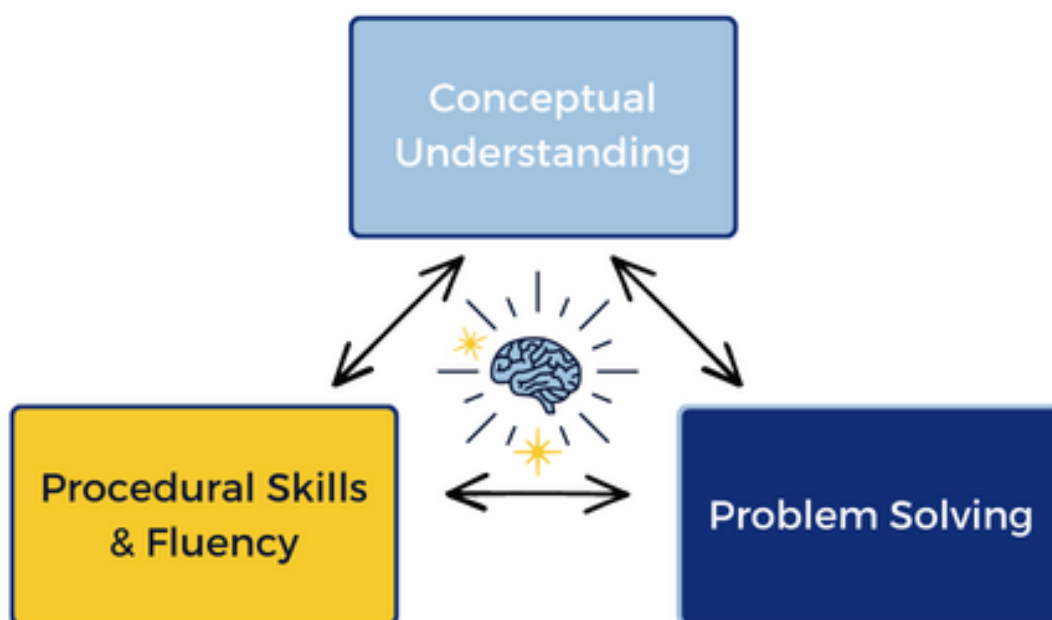 Conceptual
Understanding
Procedural Skills
& Fluency
Problem Solving